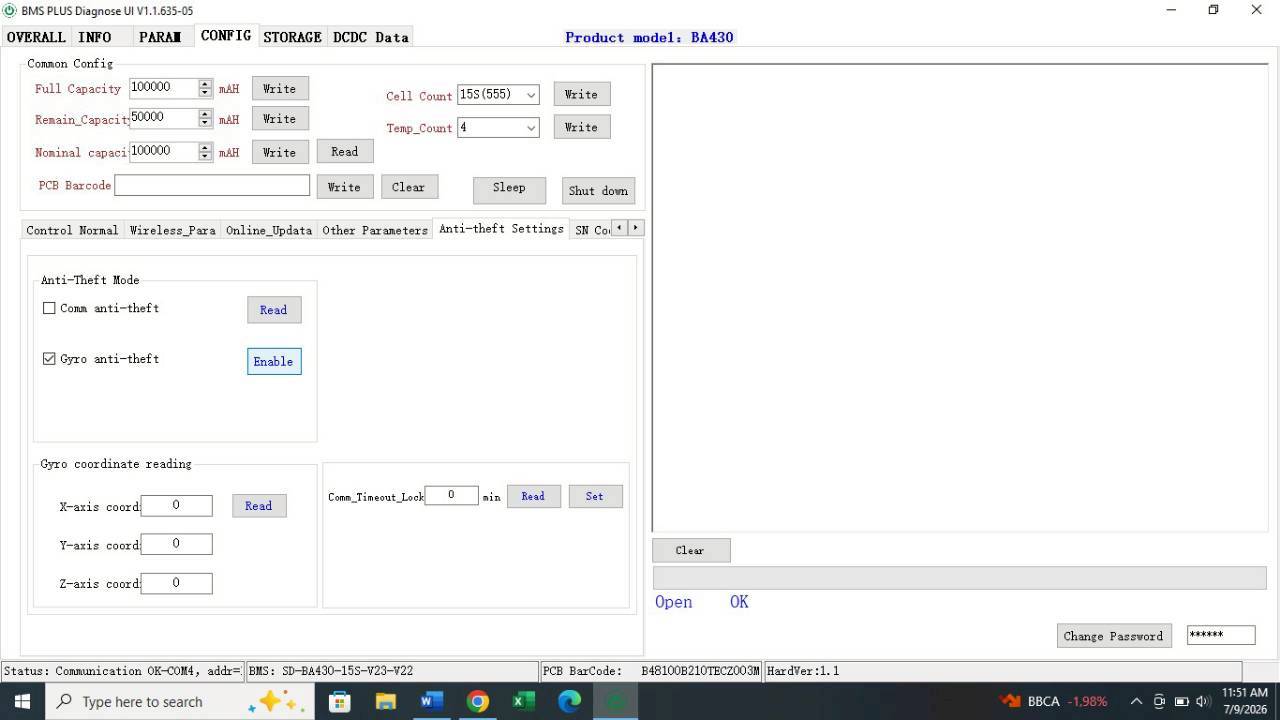 BMS PLUS Diagnose UI V1.1.635-05
OVERALL INFO PARAM CONFIG STORAGE DCDC Data
Product model: BA430
Common Config
Full Capacity 100000 mAH Write
Cell Count 15S(555) Write
Remain_Capacit 50000 mAH Write
Temp_Count 4 Write
Nominal capaci 100000 mAH Write Read
PCB Barcode Write Clear Sleep Shut down
Control Normal Wireless_Para Online_Updata Other Parameters Anti-theft Settings SN Co
Anti-Theft Mode
Comm anti-theft Read
Gyro anti-theft Enable
Gyro coordinate reading
X-axis coord 0 Read
Comm_Timeout_Lock 0 min Read Set
Y-axis coord 0
Z-axis coord 0
Clear
Open OK
Change Password ******
Status: Communication OK-COM4, addr= BMS: SD-BA430-15S-V23-V22 PCB BarCode: B48100B210TECZ003M HardVer:1.1
Type here to search
BBCA -1,98%
11:51 AM
7/9/2026